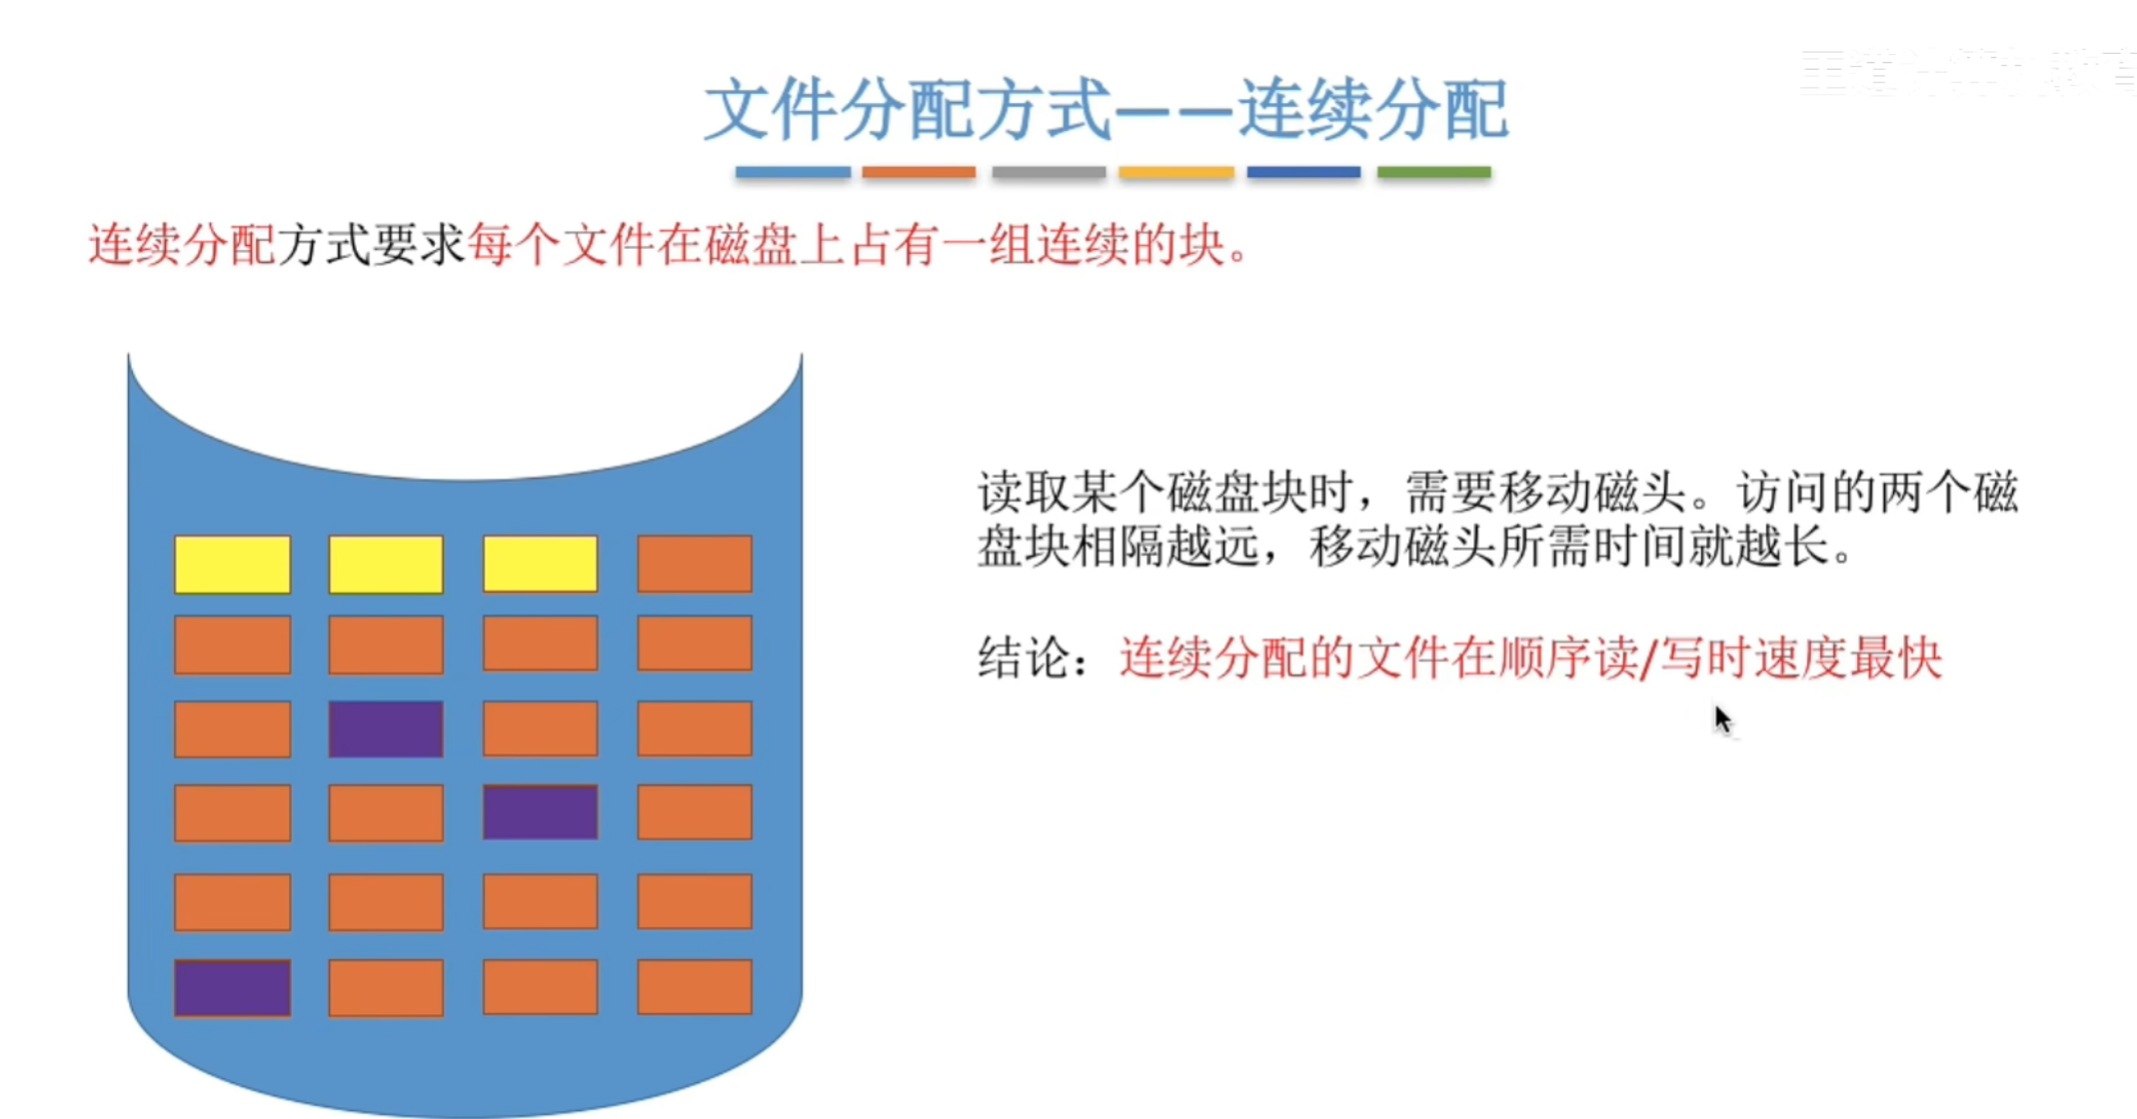 文件分配方式——连续分配
连续分配方式要求每个文件在磁盘上占有一组连续的块。
读取某个磁盘块时，需要移动磁头。访问的两个磁
盘块相隔越远，移动磁头所需时间就越长。
结论：连续分配的文件在顺序读/写时速度最快